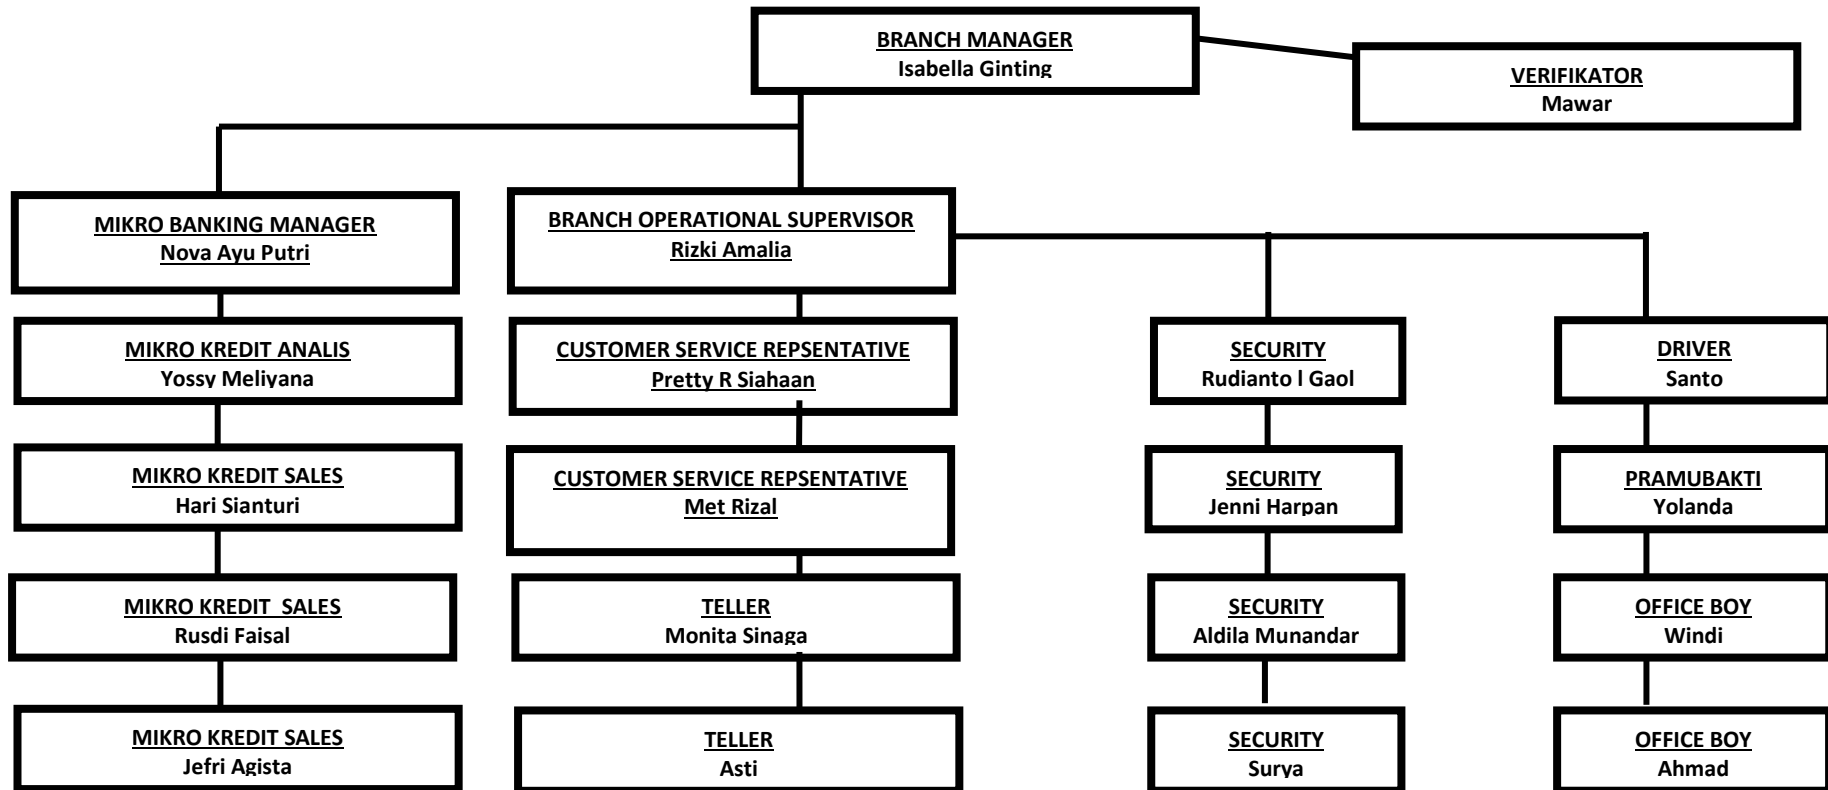 BRANCH MANAGER
Isabella Ginting
VERIFIKATOR
Mawar
MIKRO BANKING MANAGER
Nova Ayu Putri
BRANCH OPERATIONAL SUPERVISOR
Rizki Amalia
MIKRO KREDIT ANALIS
Yossy Meliyana
CUSTOMER SERVICE REPSENTATIVE
Pretty R Siahaan
SECURITY
Rudianto l Gaol
DRIVER
Santo
MIKRO KREDIT SALES
Hari Sianturi
CUSTOMER SERVICE REPSENTATIVE
Met Rizal
SECURITY
Jenni Harpan
PRAMUBAKTI
Yolanda
MIKRO KREDIT SALES
Rusdi Faisal
TELLER
Monita Sinaga
SECURITY
Aldila Munandar
OFFICE BOY
Windi
MIKRO KREDIT SALES
Jefri Agista
TELLER
Asti
SECURITY
Surya
OFFICE BOY
Ahmad